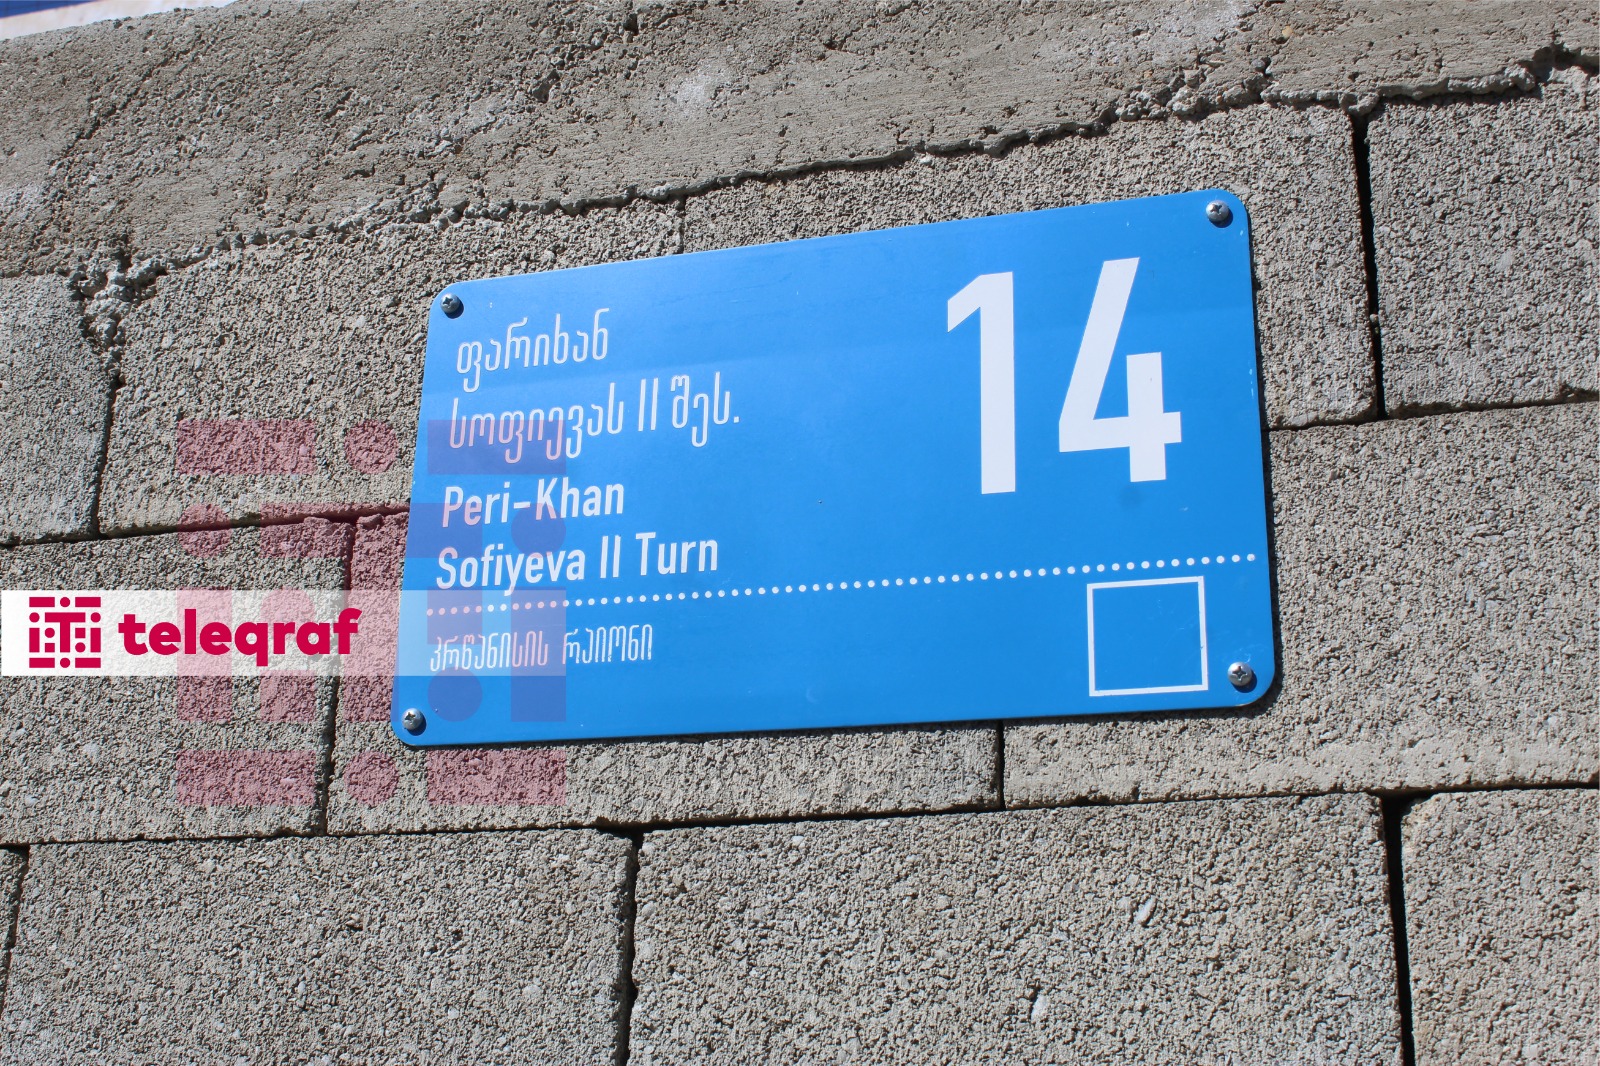 ფარიხან
სოფიევას II შეს.
Peri-Khan
Sofiyeva II Turn
14
კრწანისის რაიონი
teleqraf